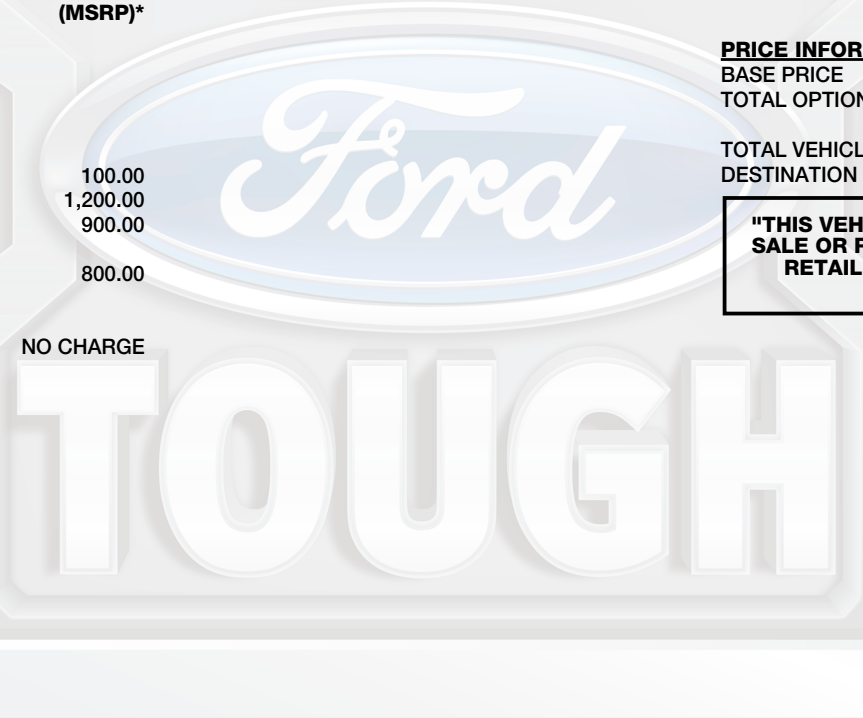 (MSRP)*
100.00
1,200.00
900.00
800.00
NO CHARGE
PRICE INFOR
BASE PRICE
TOTAL OPTION
TOTAL VEHICL
DESTINATION
"THIS VEH
SALE OR F
RETAIL
Ford
TOUGH